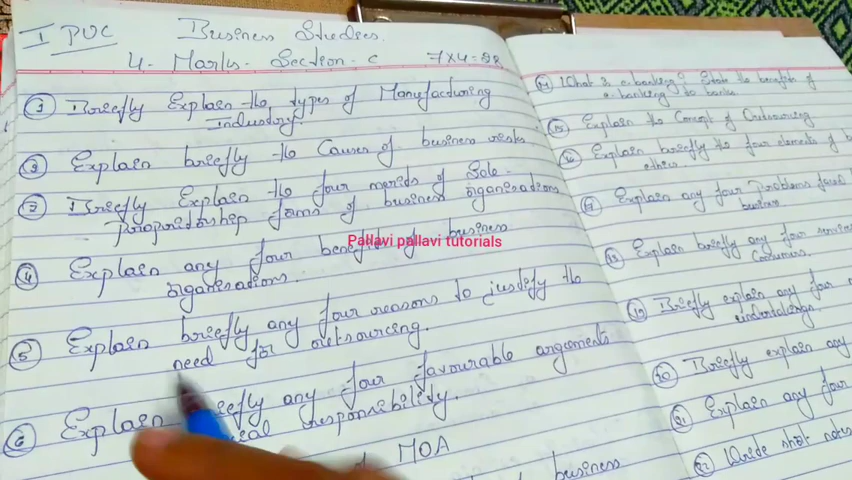 I PUC Business Studies.
4. Marks. Section - C 7x4=28
① Briefly Explain the types of Manufacturing
Industry.
② Explain briefly the Causes of business risks
③ Briefly Explain the four merits of Sole -
Proprietorship form of business organisations
④ Explain any four benefits of business
organisations.
⑤ Explain briefly any four reasons to justify the
need for outsourcing.
⑥ Explain any four favourable arguments
responsibility.
of MOA
business
⑭ What is e-banking? State the benefits of
e-banking to banks
⑮ Explain the Concept of Outsourcing
⑯ Explain briefly the four elements of
ethics.
⑰ Explain any four Problems faced
business
⑱ Explain briefly any four services
Consumers.
⑲ Briefly explain any four
undertakings.
⑳ Briefly explain any
㉑ Explain any four
㉒ Write short notes
Pallavi pallavi tutorials